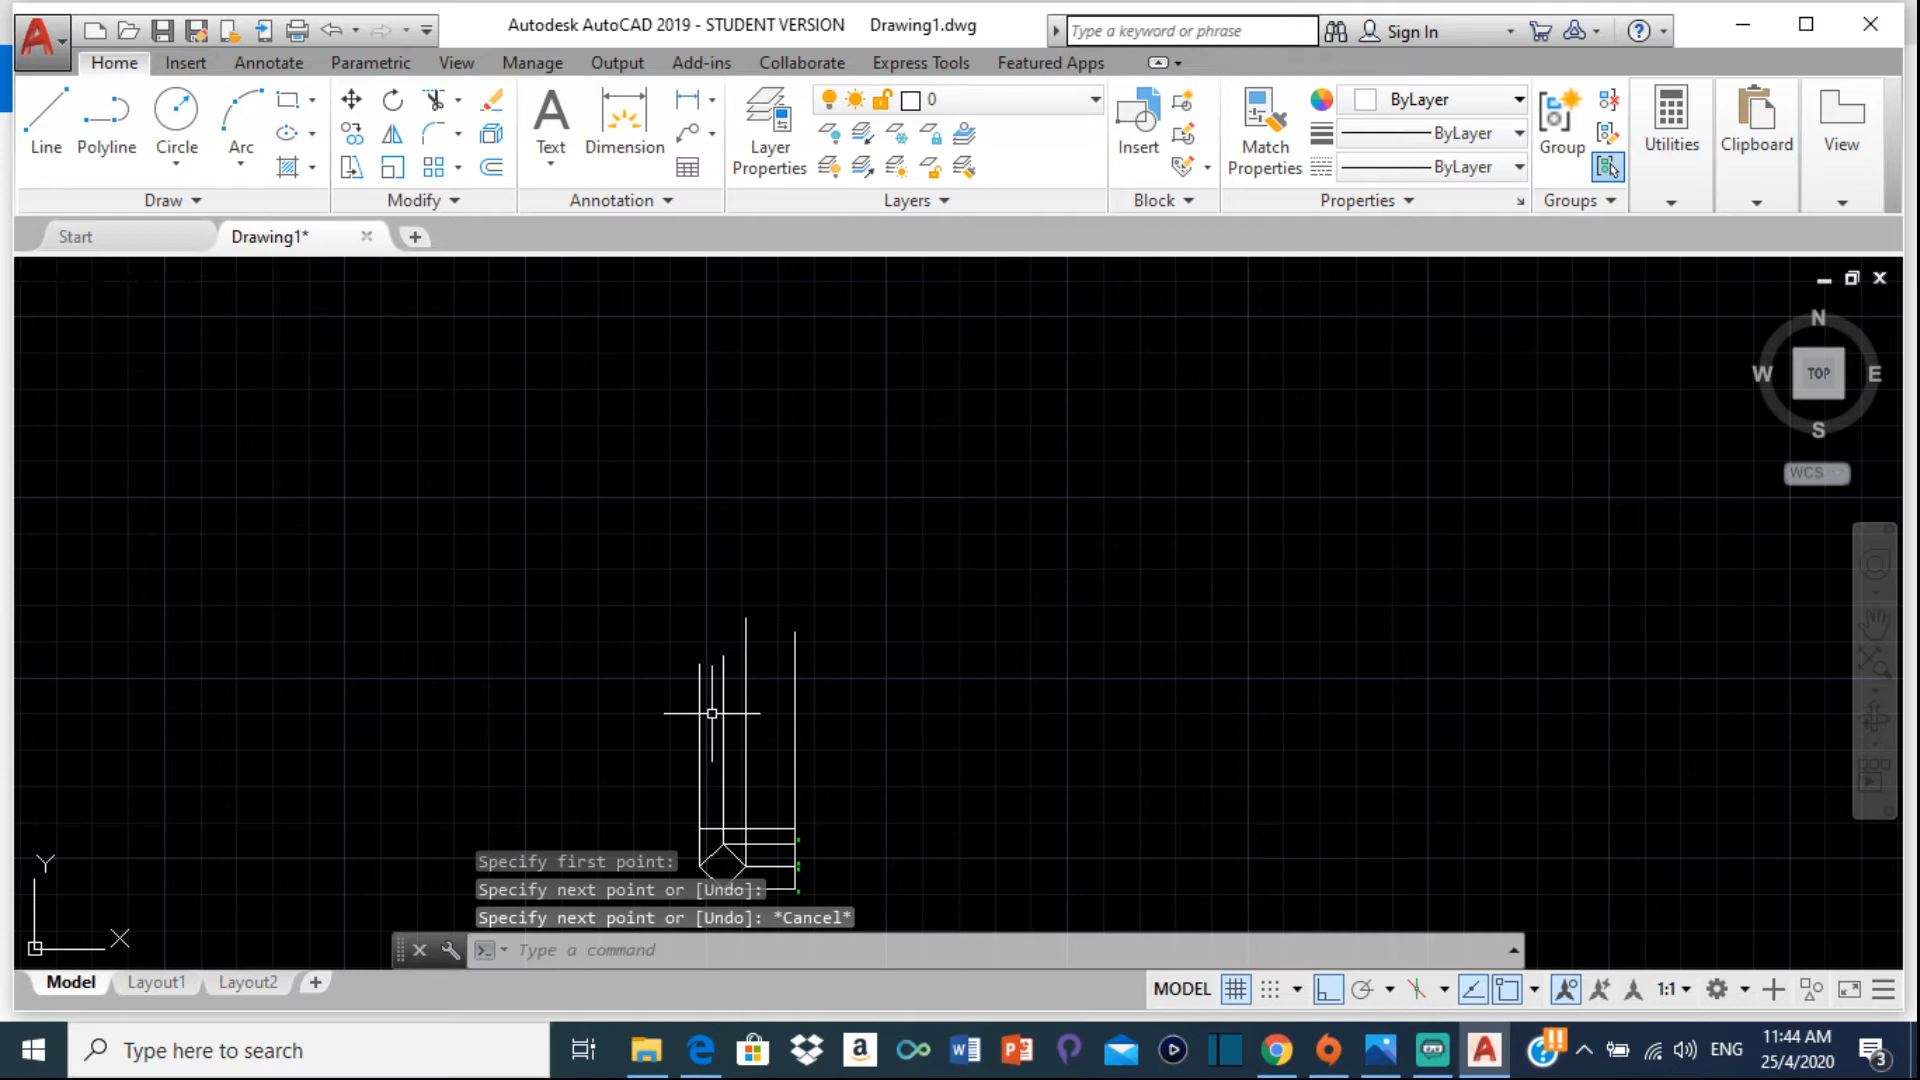 Autodesk AutoCAD 2019 - STUDENT VERSION Drawing1.dwg
Type a keyword or phrase
Sign In
Home Insert Annotate Parametric View Manage Output Add-ins Collaborate Express Tools Featured Apps
0
ByLayer
ByLayer
ByLayer
Line Polyline Circle Arc
Text Dimension
Layer Properties
Insert
Match Properties
Group
Utilities Clipboard View
Draw Modify Annotation Layers Block Properties Groups
Start Drawing1*
N
W TOP E
S
WCS
Specify first point:
Specify next point or [Undo]:
Specify next point or [Undo]: *Cancel*
Y
X
Type a command
Model Layout1 Layout2
MODEL 1:1
Type here to search
ENG
11:44 AM
25/4/2020
3